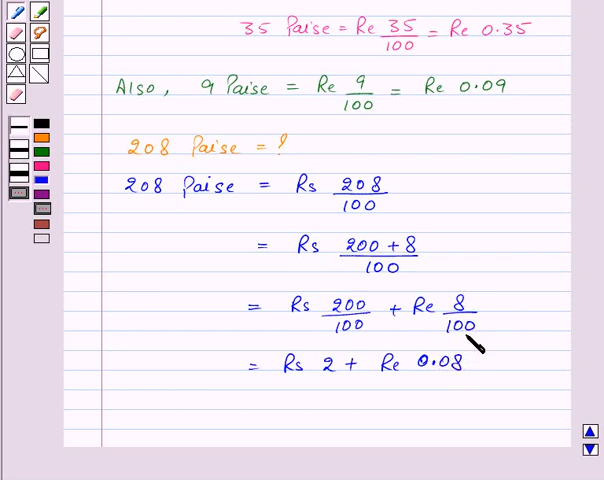 35 Paise = Re 35/100 = Re 0.35
Also, 9 Paise = Re 9/100 = Re 0.09
208 Paise = ?
208 Paise = Rs 208/100
= Rs 200 + 8/100
= Rs 200/100 + Re 8/100
= Rs 2 + Re 0.08